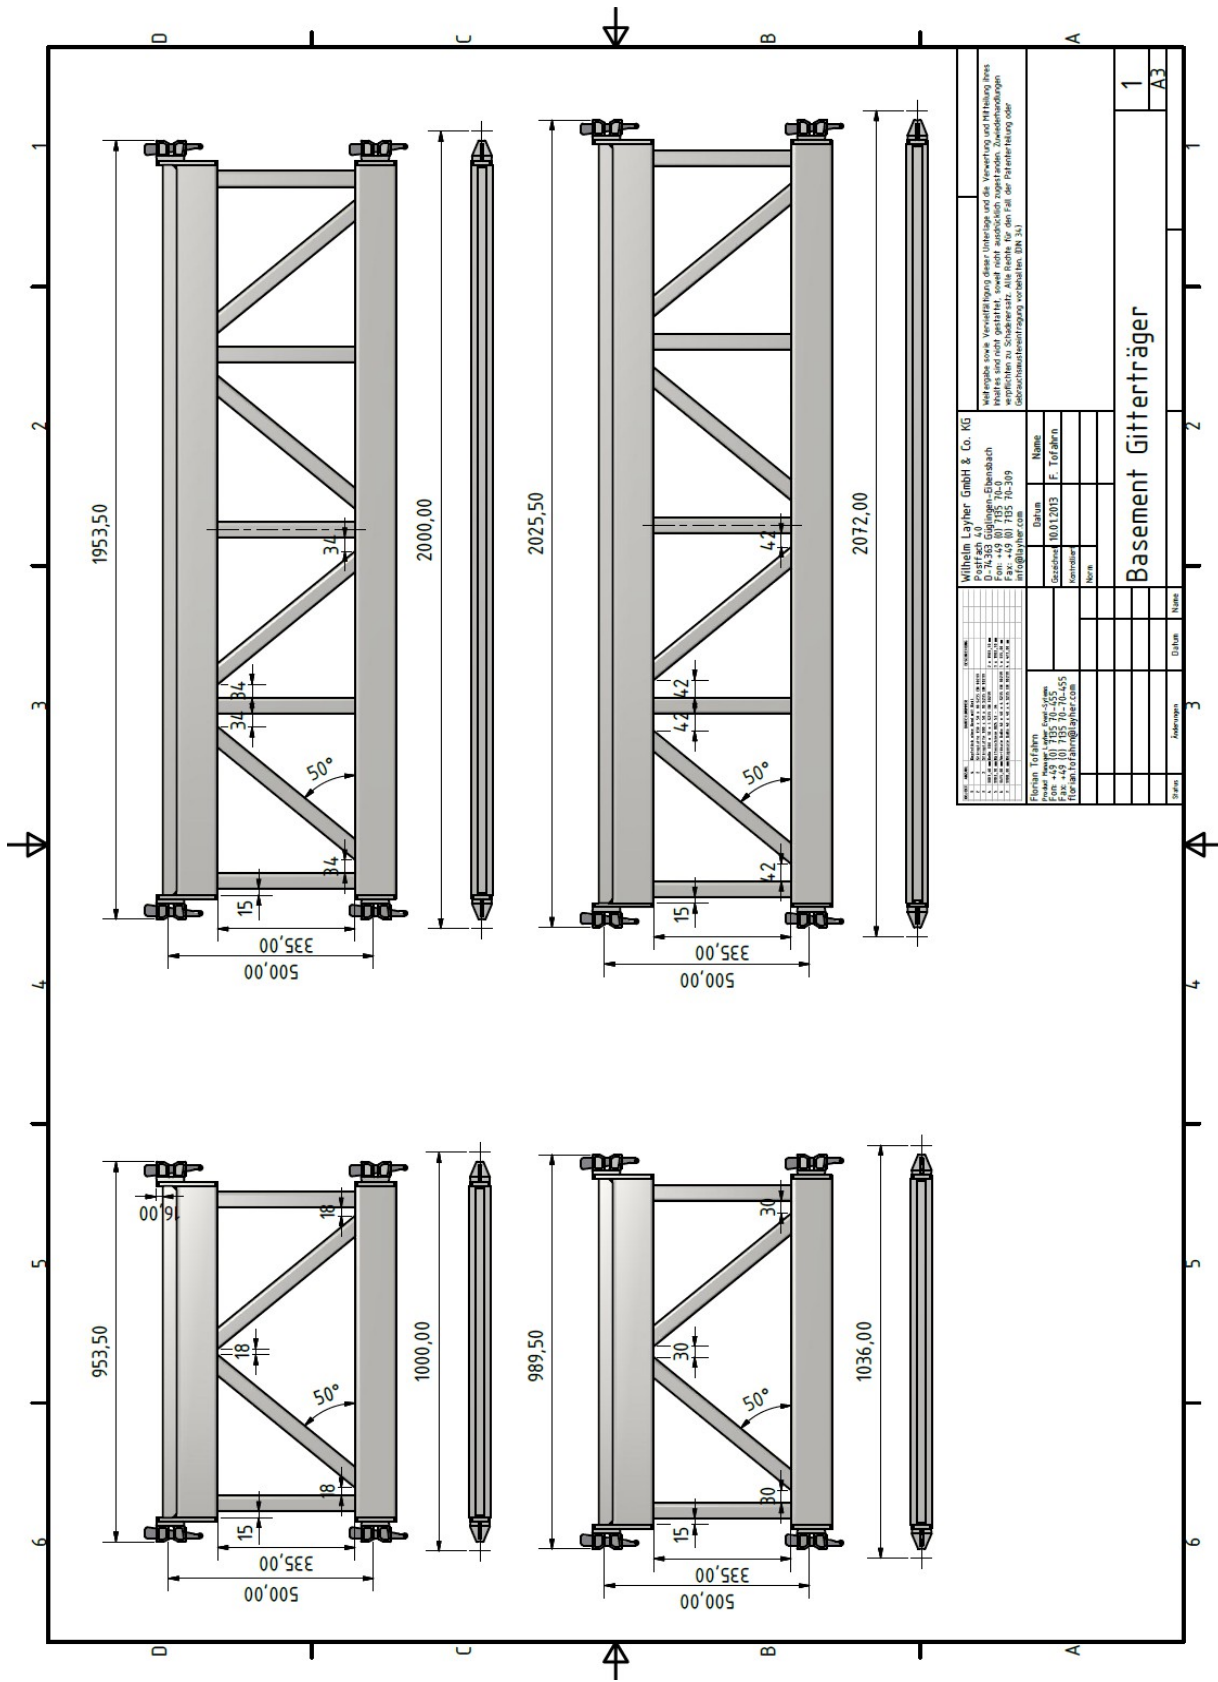 D
C
B
A
1
2
3
4
5
6
1953,50
34
34
34
34
50°
15
335,00
500,00
2000,00
2025,50
42
42
42
42
50°
15
335,00
500,00
2072,00
953,50
16,00
18
18
18
50°
15
335,00
500,00
1000,00
989,50
30
30
30
50°
15
335,00
500,00
1036,00
Florian Tofahrn
Product Manager Layher Event-Systems
Fon: +49 (0) 7135 70-455
Fax: +49 (0) 7135 70-70-455
florian.tofahrn@layher.com
Status
Änderungen
Datum
Name
Wilhelm Layher GmbH & Co. KG
Postfach 40
D-74363 Güglingen-Eibensbach
Fon: +49 (0) 7135 70-0
Fax: +49 (0) 7135 70-309
info@layher.com
Datum
Name
Gezeichnet
10.01.2013
F. Tofahrn
Kontrolliert
Norm
Weitergabe sowie Vervielfältigung dieser Unterlage und die Verwertung und Mitteilung ihres
Inhaltes sind nicht gestattet, soweit nicht ausdrücklich zugestanden. Zuwiederhandlungen
verpflichten zu Schadenersatz. Alle Rechte für den Fall der Patenterteilung oder
Gebrauchsmustereintragung vorbehalten. (DIN 34)
Basement Gitterträger
1
A3
1
2
3
4
5
6
D
C
B
A